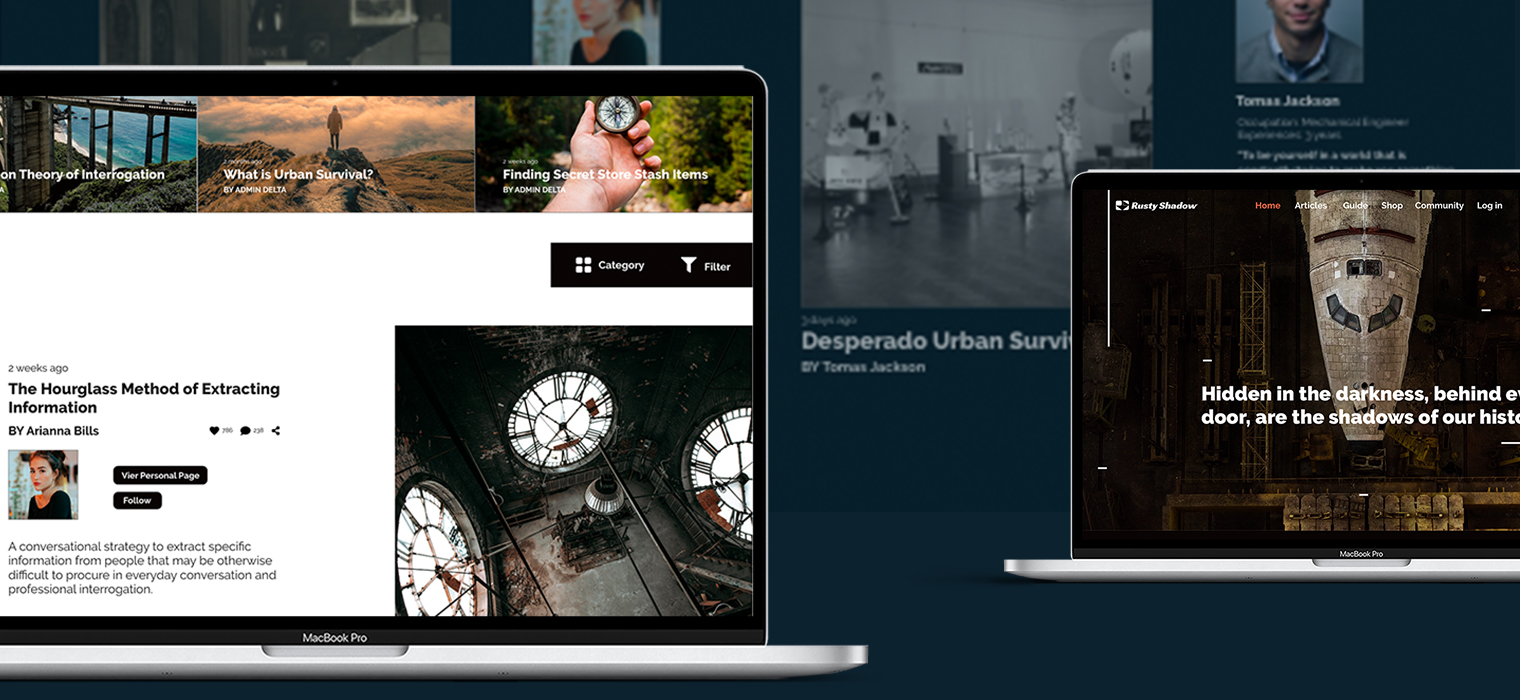 on Theory of Interrogation
2 months ago
What is Urban Survival?
BY ADMIN DELTA
2 weeks ago
Finding Secret Store Stash Items
BY ADMIN DELTA
Category
Filter
2 weeks ago
The Hourglass Method of Extracting
Information
BY Arianna Bills
786
238
Vier Personal Page
Follow
A conversational strategy to extract specific
information from people that may be otherwise
difficult to procure in everyday conversation and
professional interrogation.
MacBook Pro
3 days ago
Desperado Urban Survi
BY Tomas Jackson
Tomas Jackson
Occupation: Mechanical Engineer
Experiences: 3 years
"To be yourself in a world that is
Rusty Shadow
Home
Articles
Guide
Shop
Community
Log in
Hidden in the darkness, behind ev
door, are the shadows of our histo
MacBook Pro